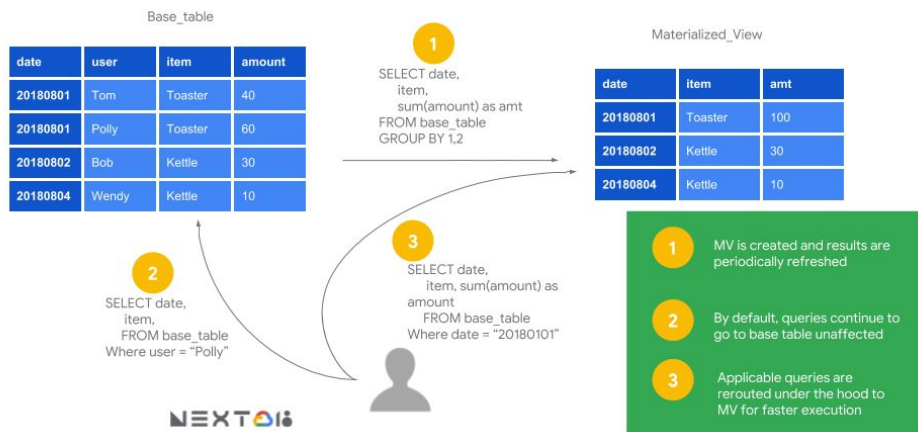 Base_table
date user item amount
20180801 Tom Toaster 40
20180801 Polly Toaster 60
20180802 Bob Kettle 30
20180804 Wendy Kettle 10
1
SELECT date,
item,
sum(amount) as amt
FROM base_table
GROUP BY 1,2
Materialized_View
date item amt
20180801 Toaster 100
20180802 Kettle 30
20180804 Kettle 10
2
SELECT date,
item,
FROM base_table
Where user = “Polly”
3
SELECT date,
item, sum(amount) as
amount
FROM base_table
Where date = “20180101”
1 MV is created and results are
periodically refreshed
2 By default, queries continue to
go to base table unaffected
3 Applicable queries are
rerouted under the hood to
MV for faster execution
NEXT18